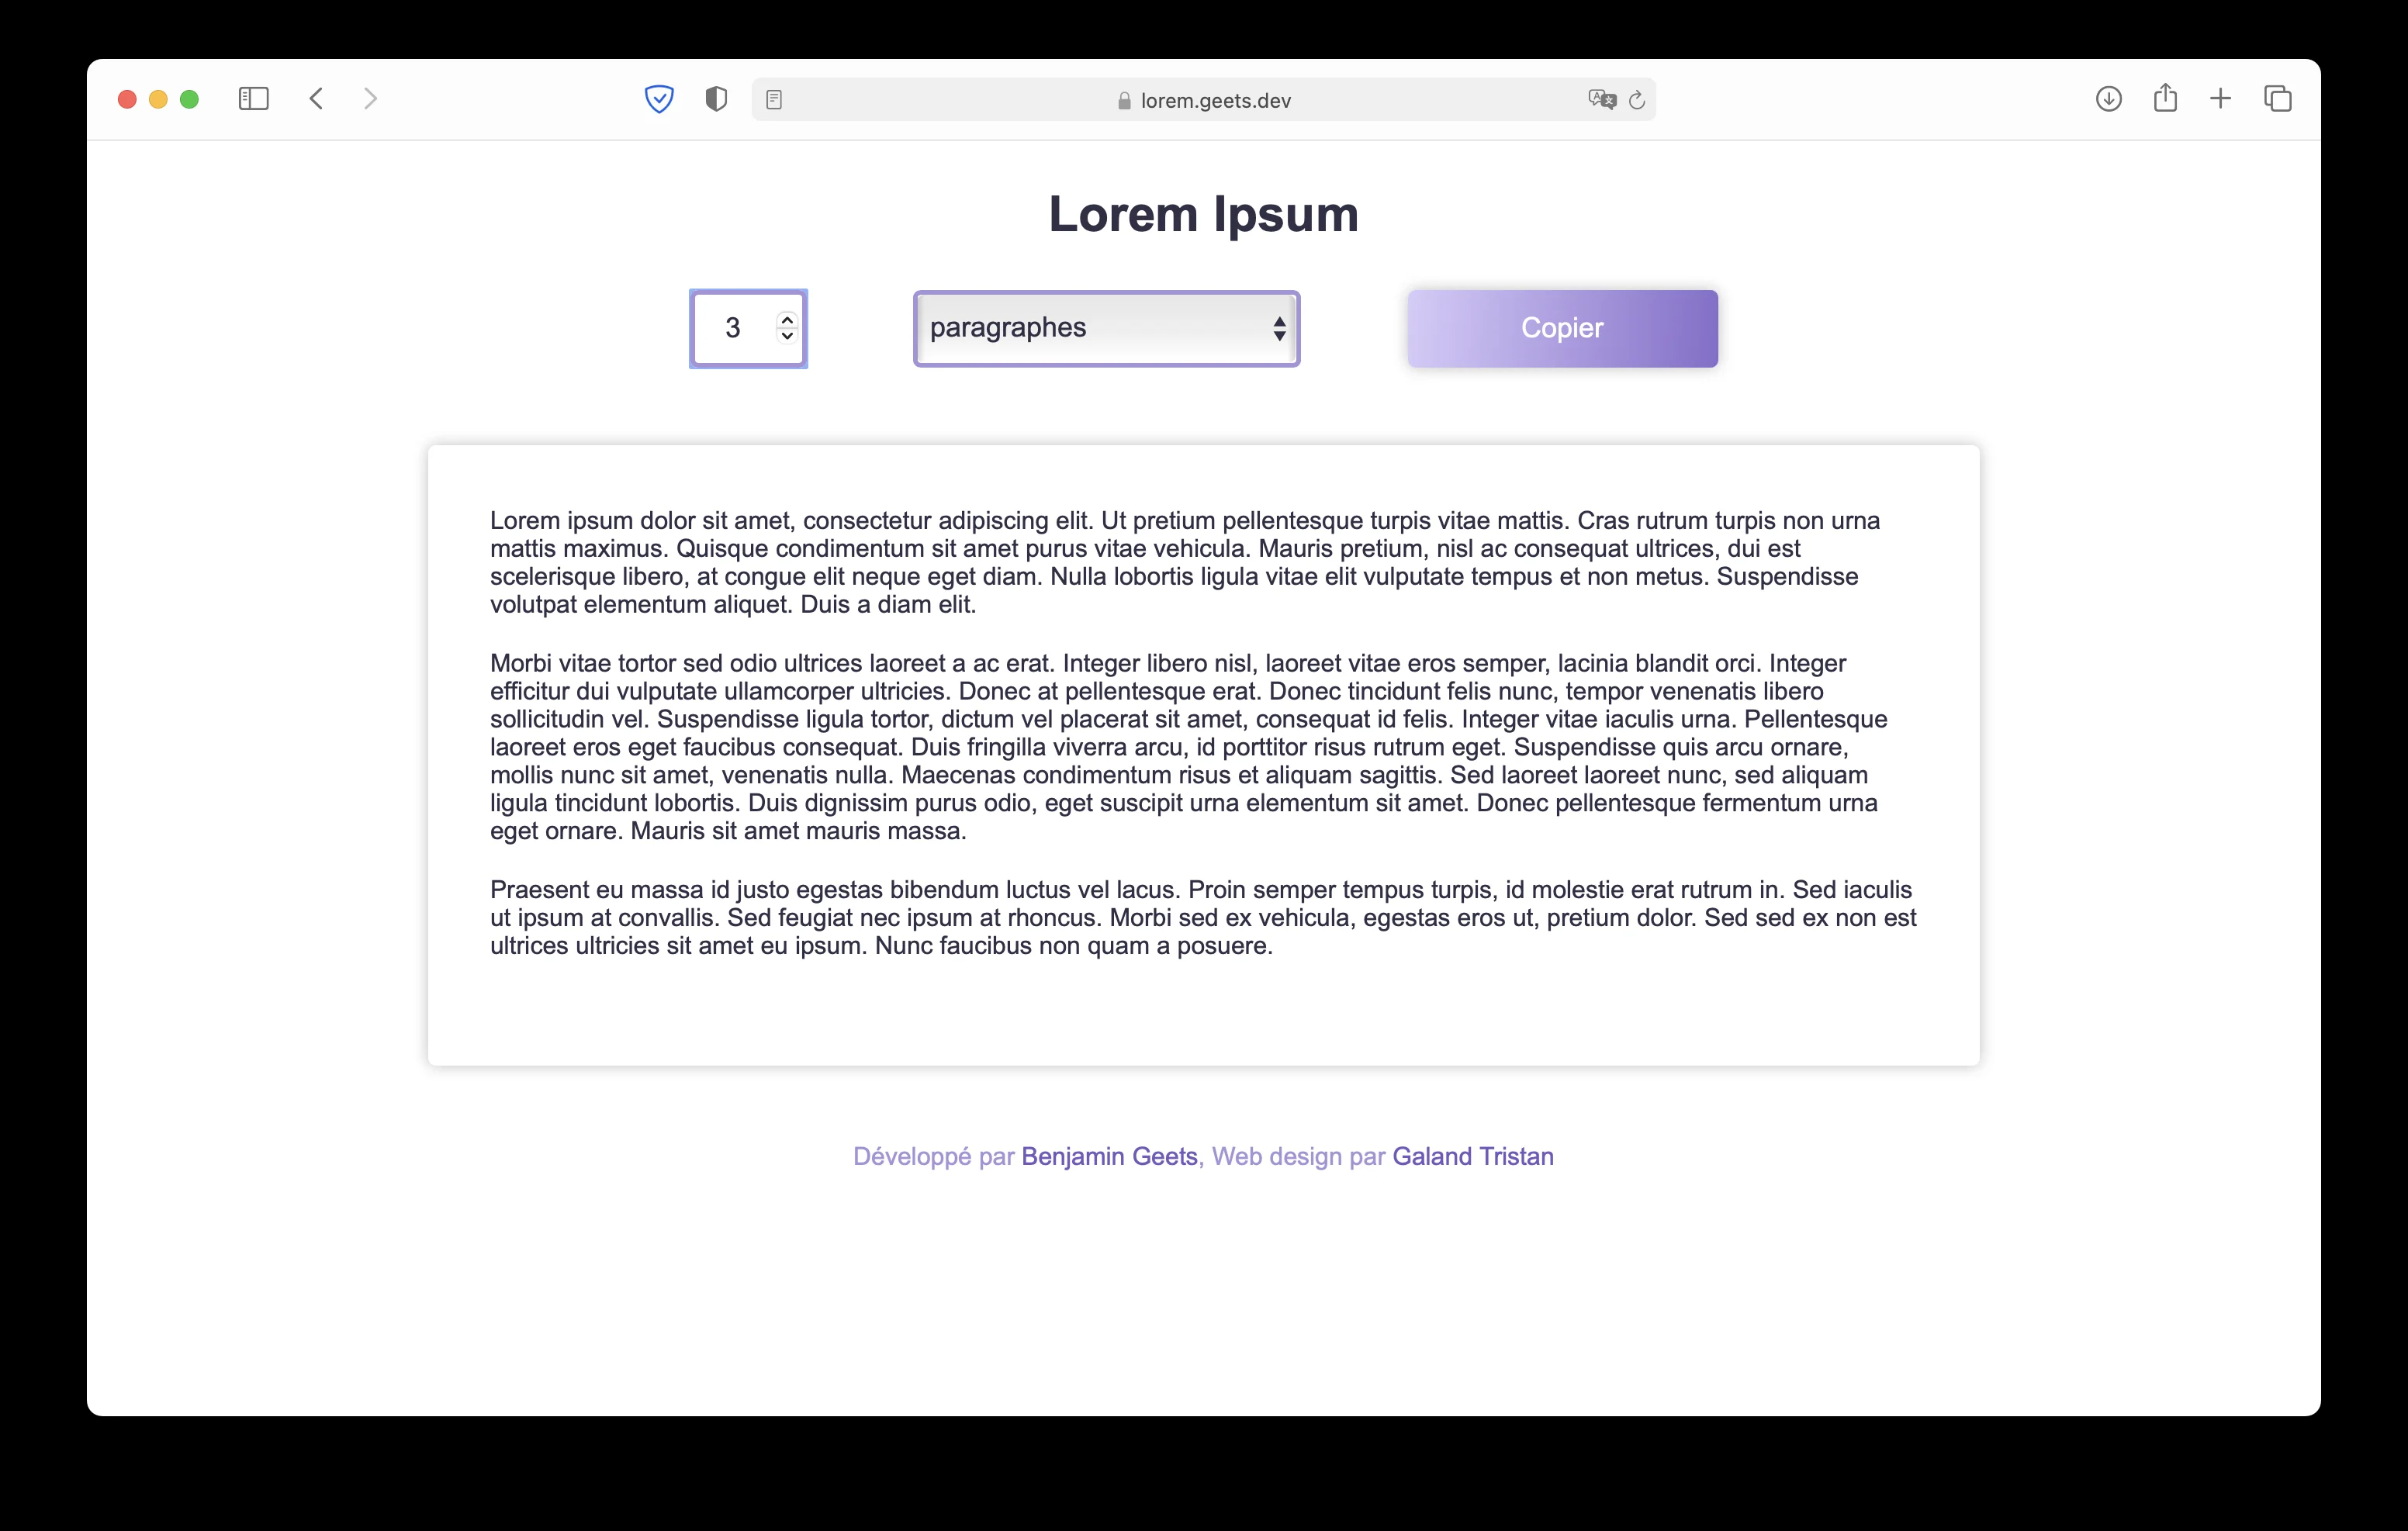 lorem.geets.dev
Lorem Ipsum
3
paragraphes
Copier
Lorem ipsum dolor sit amet, consectetur adipiscing elit. Ut pretium pellentesque turpis vitae mattis. Cras rutrum turpis non urna
mattis maximus. Quisque condimentum sit amet purus vitae vehicula. Mauris pretium, nisl ac consequat ultrices, dui est
scelerisque libero, at congue elit neque eget diam. Nulla lobortis ligula vitae elit vulputate tempus et non metus. Suspendisse
volutpat elementum aliquet. Duis a diam elit.
Morbi vitae tortor sed odio ultrices laoreet a ac erat. Integer libero nisl, laoreet vitae eros semper, lacinia blandit orci. Integer
efficitur dui vulputate ullamcorper ultricies. Donec at pellentesque erat. Donec tincidunt felis nunc, tempor venenatis libero
sollicitudin vel. Suspendisse ligula tortor, dictum vel placerat sit amet, consequat id felis. Integer vitae iaculis urna. Pellentesque
laoreet eros eget faucibus consequat. Duis fringilla viverra arcu, id porttitor risus rutrum eget. Suspendisse quis arcu ornare,
mollis nunc sit amet, venenatis nulla. Maecenas condimentum risus et aliquam sagittis. Sed laoreet laoreet nunc, sed aliquam
ligula tincidunt lobortis. Duis dignissim purus odio, eget suscipit urna elementum sit amet. Donec pellentesque fermentum urna
eget ornare. Mauris sit amet mauris massa.
Praesent eu massa id justo egestas bibendum luctus vel lacus. Proin semper tempus turpis, id molestie erat rutrum in. Sed iaculis
ut ipsum at convallis. Sed feugiat nec ipsum at rhoncus. Morbi sed ex vehicula, egestas eros ut, pretium dolor. Sed sed ex non est
ultrices ultricies sit amet eu ipsum. Nunc faucibus non quam a posuere.
Développé par Benjamin Geets, Web design par Galand Tristan